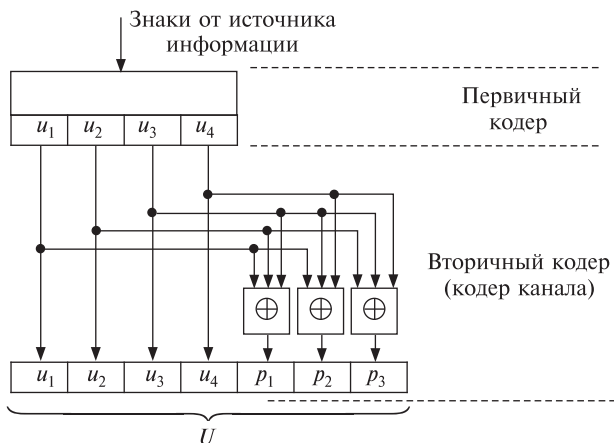 Знаки от источника
информации
Первичный
кодер
u1 u2 u3 u4
Вторичный кодер
(кодер канала)
u1 u2 u3 u4 p1 p2 p3
U